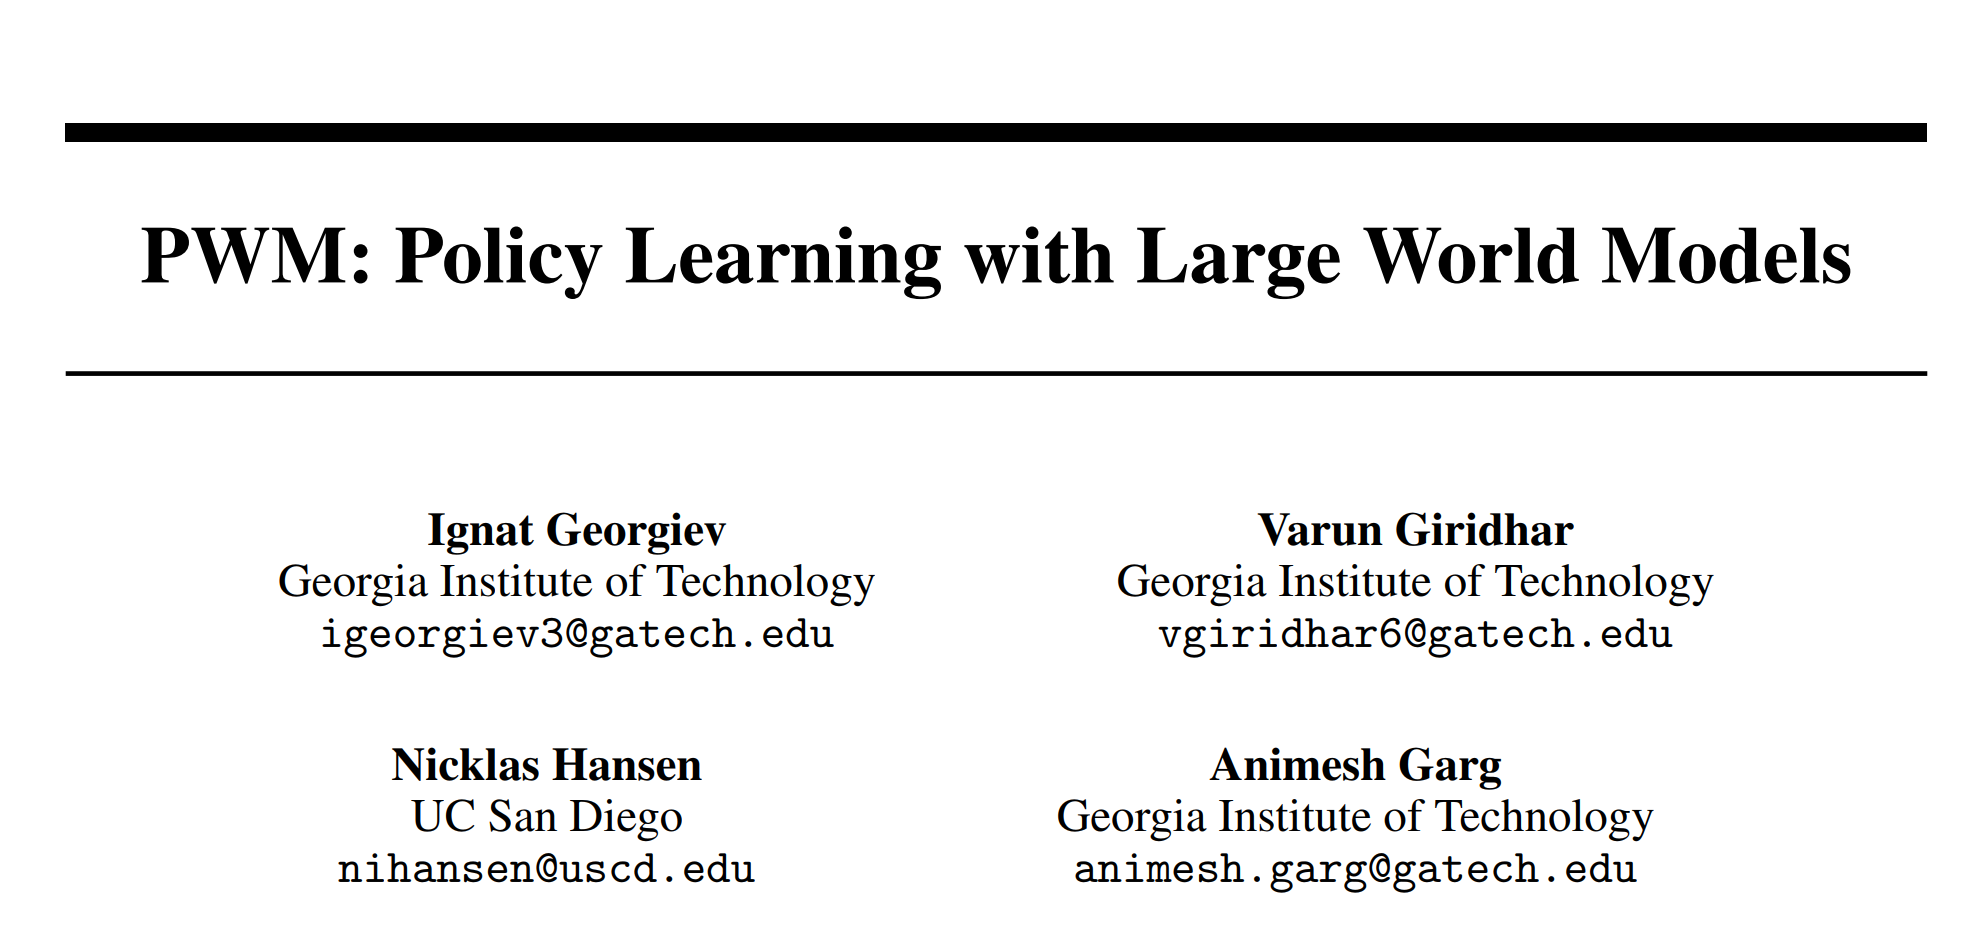 PWM: Policy Learning with Large World Models
Ignat Georgiev
Georgia Institute of Technology
igeorgiev3@gatech.edu
Varun Giridhar
Georgia Institute of Technology
vgiridhar6@gatech.edu
Nicklas Hansen
UC San Diego
nihansen@uscd.edu
Animesh Garg
Georgia Institute of Technology
animesh.garg@gatech.edu